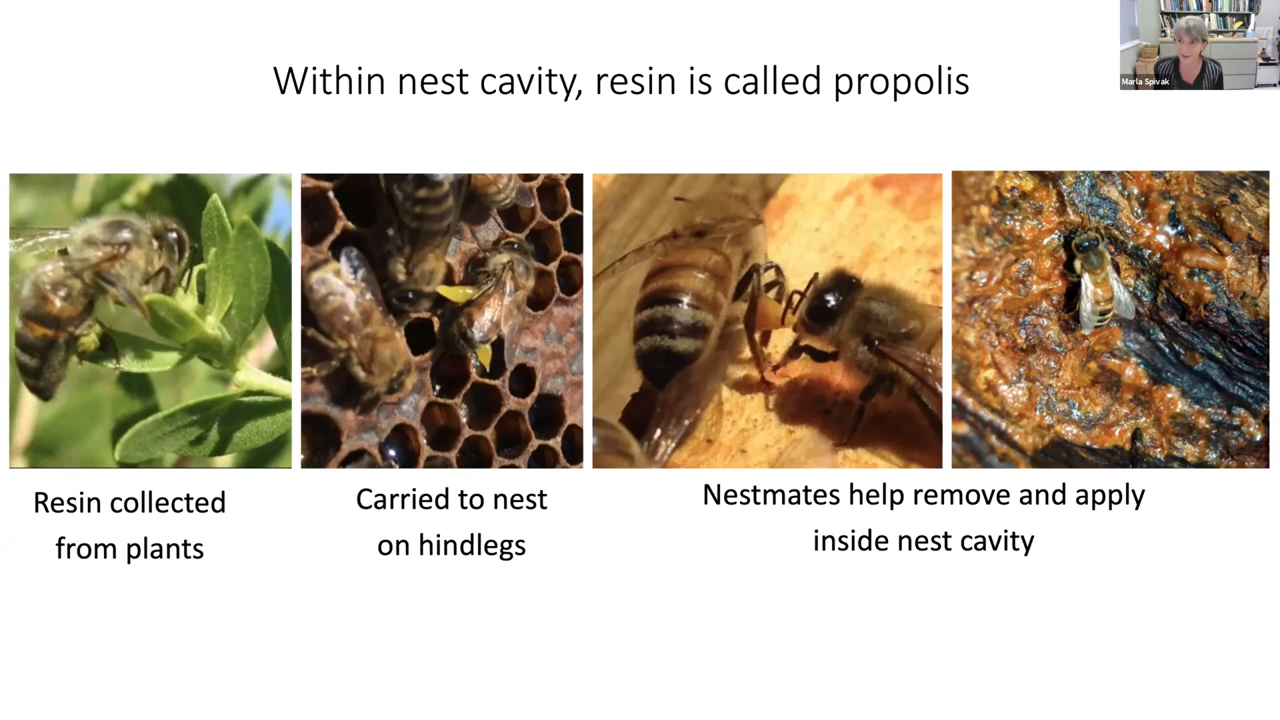 Within nest cavity, resin is called propolis
Marla Spivak
Resin collected
from plants
Carried to nest
on hindlegs
Nestmates help remove and apply
inside nest cavity